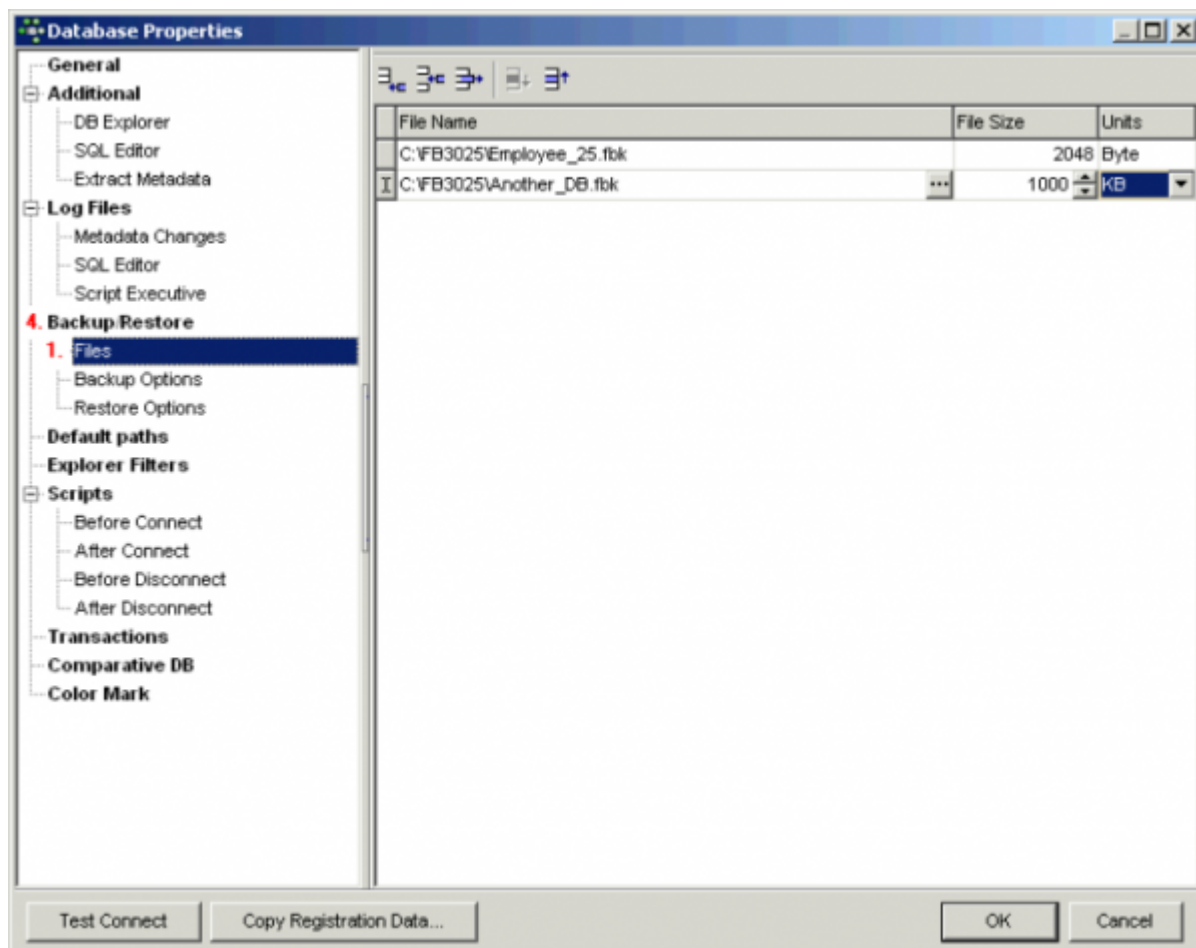 Database Properties
General
Additional
DB Explorer
SQL Editor
Extract Metadata
Log Files
Metadata Changes
SQL Editor
Script Executive
4. Backup/Restore
1. Files
Backup Options
Restore Options
Default paths
Explorer Filters
Scripts
Before Connect
After Connect
Before Disconnect
After Disconnect
Transactions
Comparative DB
Color Mark
File Name File Size Units
C:\FB3025\Employee_25.fbk 2048 Byte
C:\FB3025\Another_DB.fbk ... 1000 KB
Test Connect Copy Registration Data... OK Cancel